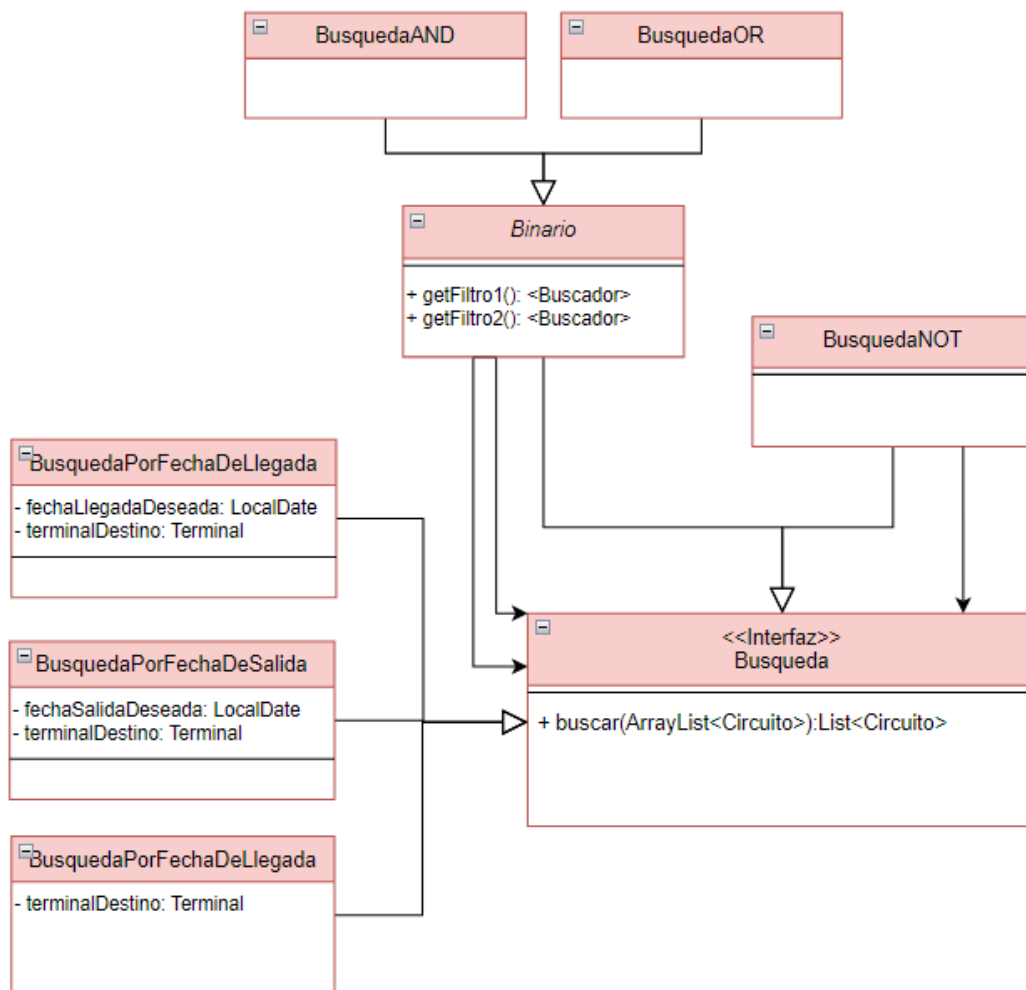 BusquedaAND
BusquedaOR
Binario
+ getFiltro1(): <Buscador>
+ getFiltro2(): <Buscador>
BusquedaNOT
BusquedaPorFechaDeLlegada
- fechaLlegadaDeseada: LocalDate
- terminalDestino: Terminal
<<Interfaz>>
Busqueda
+ buscar(ArrayList<Circuito>):List<Circuito>
BusquedaPorFechaDeSalida
- fechaSalidaDeseada: LocalDate
- terminalDestino: Terminal
BusquedaPorFechaDeLlegada
- terminalDestino: Terminal